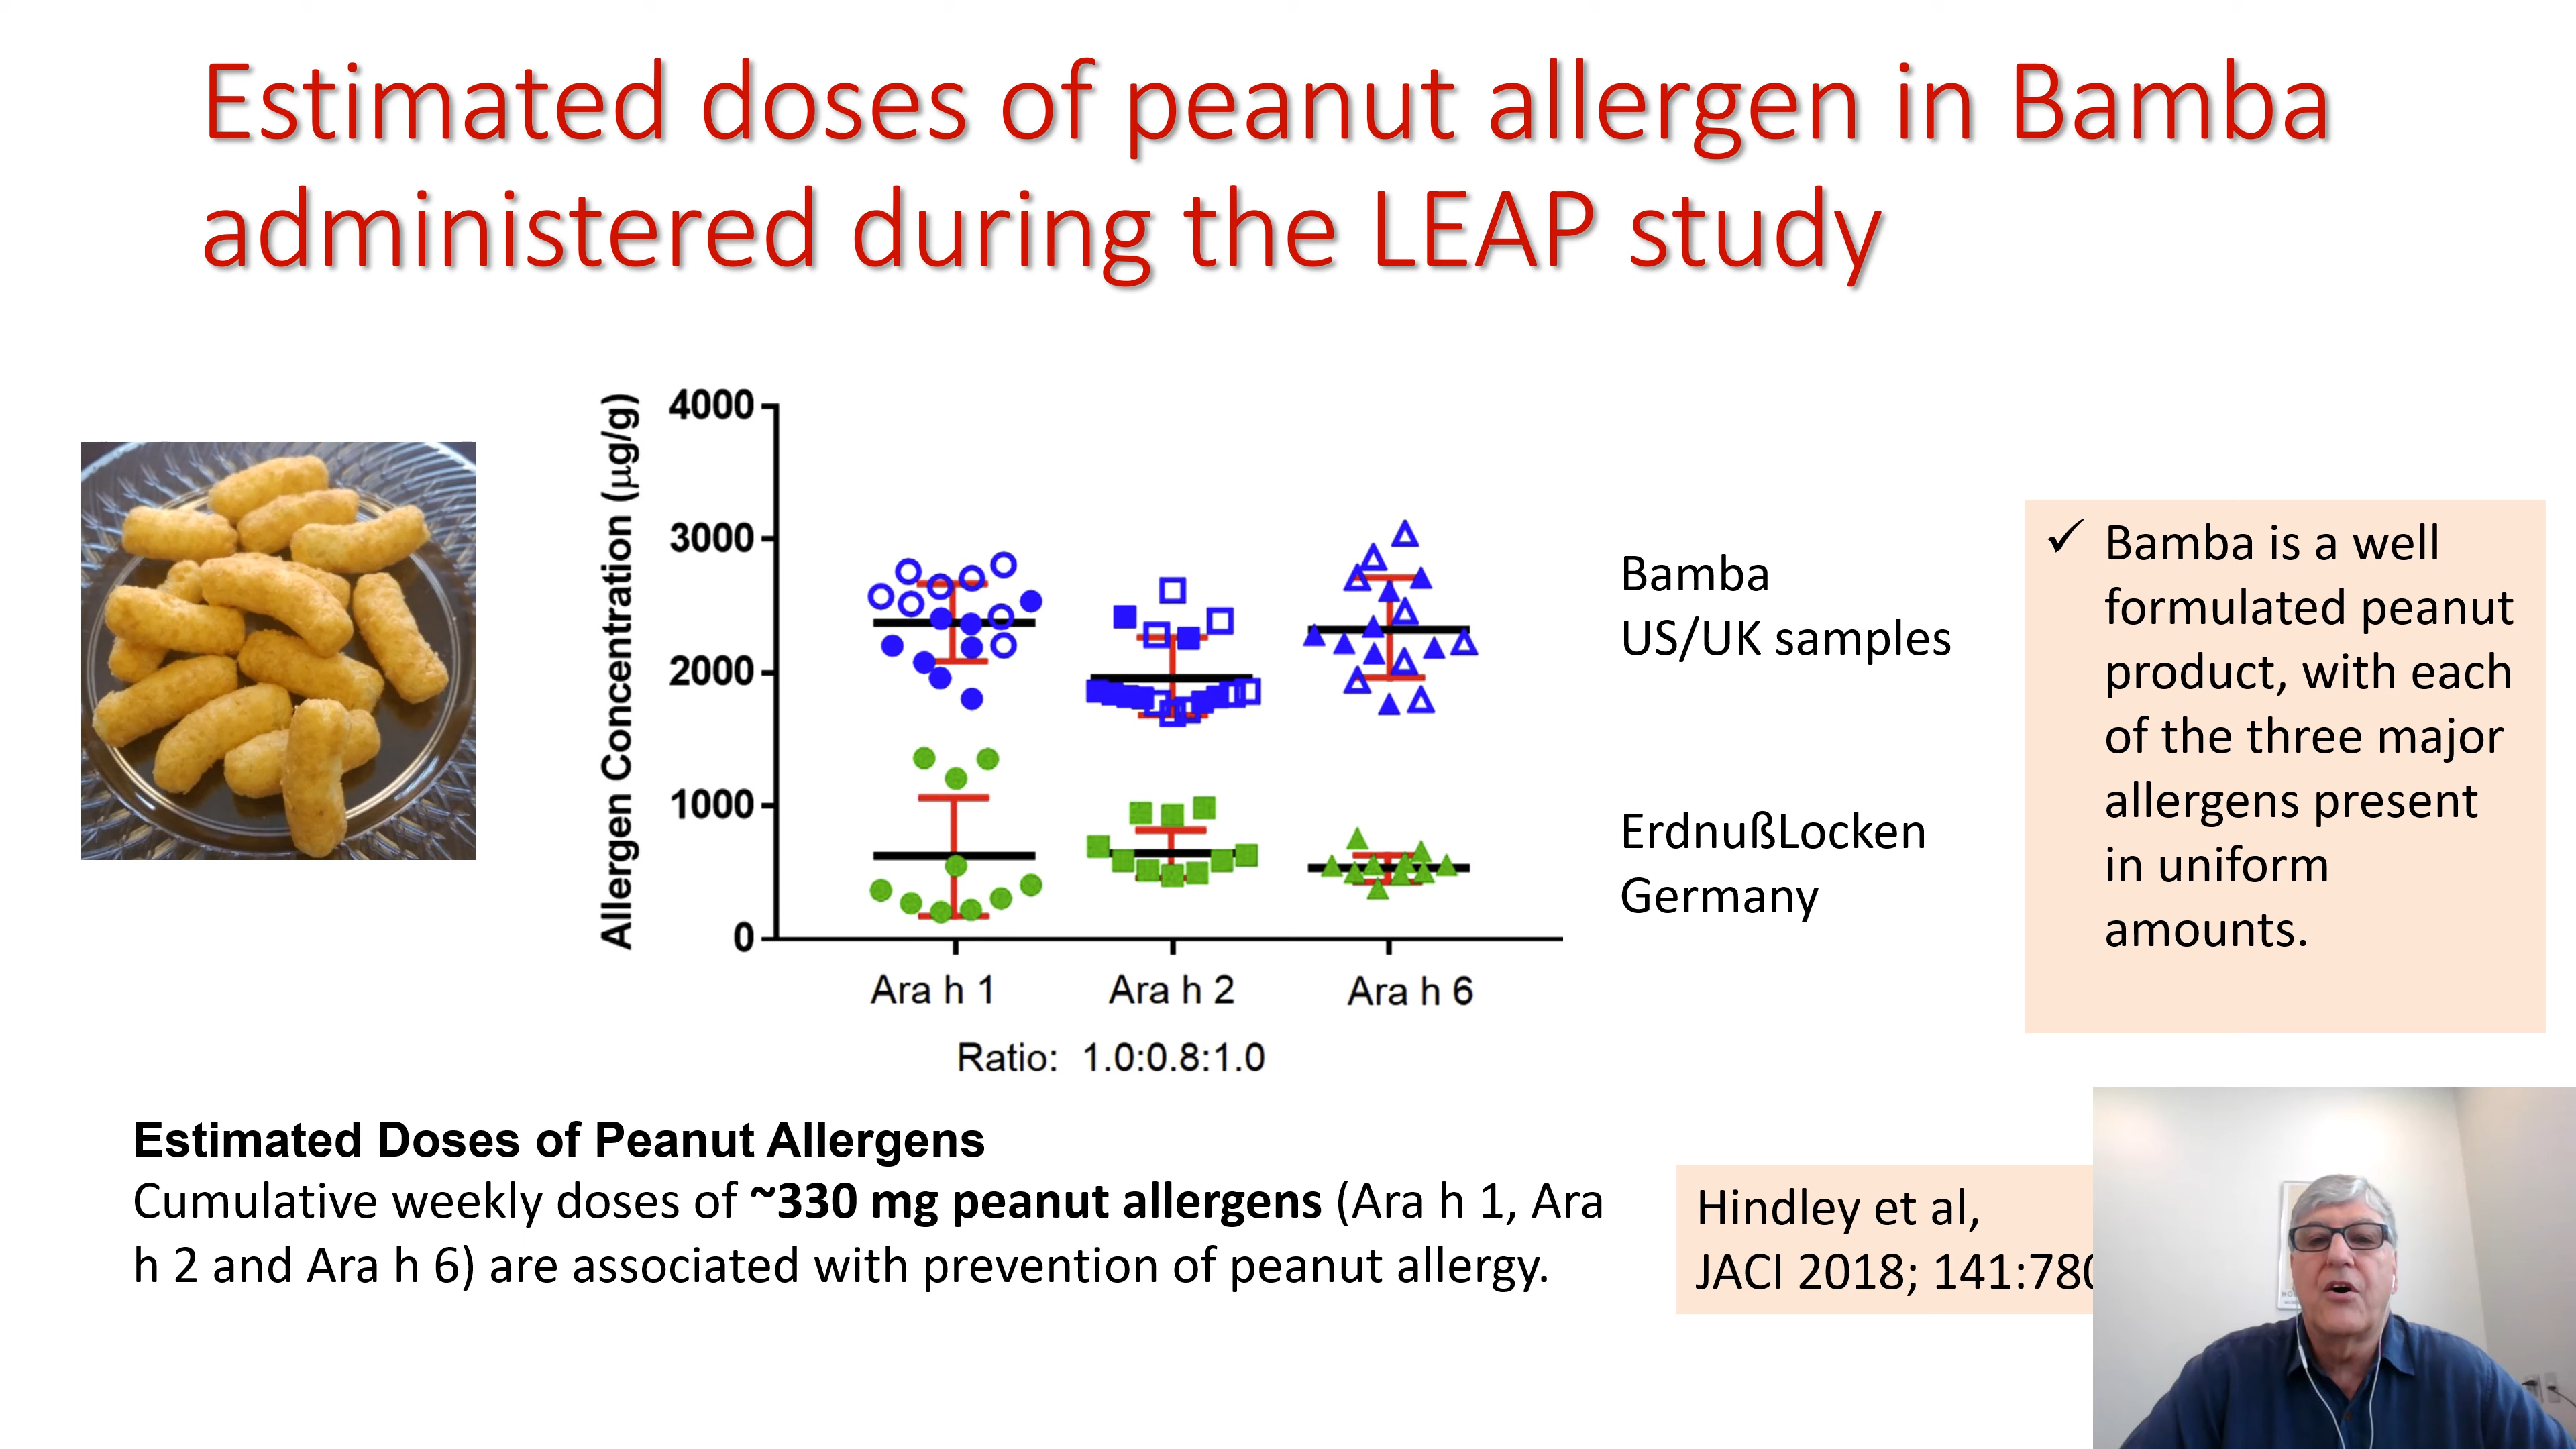 Estimated doses of peanut allergen in Bamba
administered during the LEAP study
Allergen Concentration (µg/g)
4000
3000
2000
1000
0
Ara h 1
Ara h 2
Ara h 6
Ratio: 1.0:0.8:1.0
Bamba
US/UK samples
ErdnußLocken
Germany
✓ Bamba is a well
formulated peanut
product, with each
of the three major
allergens present
in uniform
amounts.
Estimated Doses of Peanut Allergens
Cumulative weekly doses of ~330 mg peanut allergens (Ara h 1, Ara
h 2 and Ara h 6) are associated with prevention of peanut allergy.
Hindley et al,
JACI 2018; 141:780